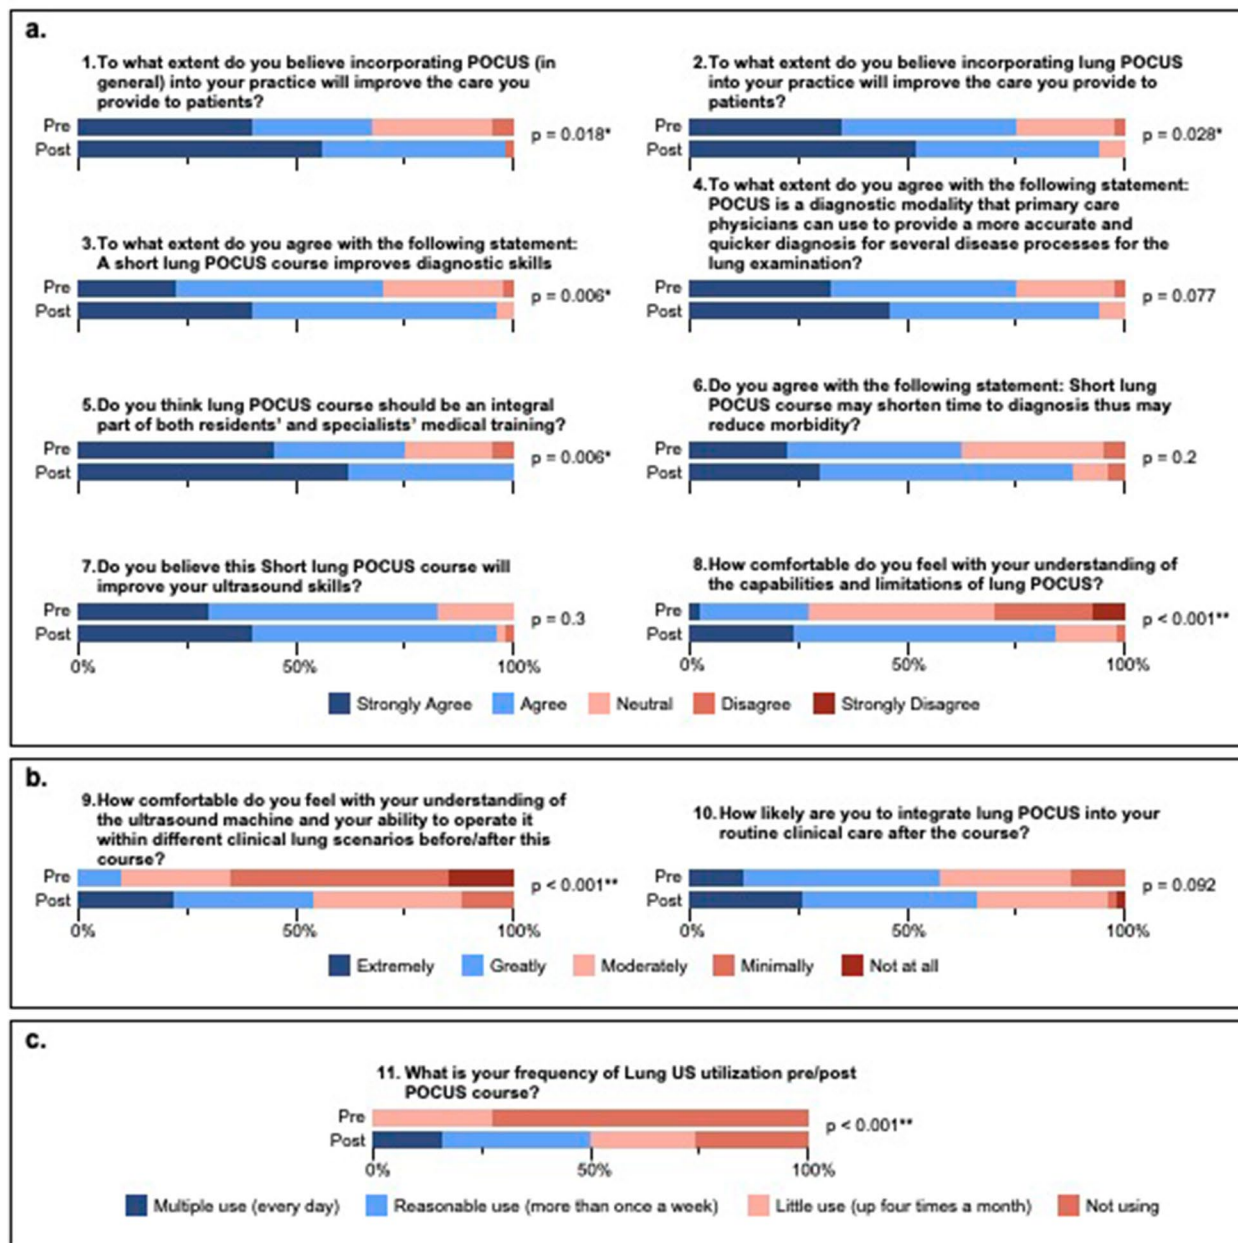 a.
1.To what extent do you believe incorporating POCUS (in
general) into your practice will improve the care you
provide to patients?
Pre
Post
p = 0.018*
2.To what extent do you believe incorporating lung POCUS
into your practice will improve the care you provide to
patients?
Pre
Post
p = 0.028*
3.To what extent do you agree with the following statement:
A short lung POCUS course improves diagnostic skills
Pre
Post
p = 0.006*
4.To what extent do you agree with the following statement:
POCUS is a diagnostic modality that primary care
physicians can use to provide a more accurate and
quicker diagnosis for several disease processes for the
lung examination?
Pre
Post
p = 0.077
5.Do you think lung POCUS course should be an integral
part of both residents' and specialists' medical training?
Pre
Post
p = 0.006*
6.Do you agree with the following statement: Short lung
POCUS course may shorten time to diagnosis thus may
reduce morbidity?
Pre
Post
p = 0.2
7.Do you believe this Short lung POCUS course will
improve your ultrasound skills?
Pre
Post
p = 0.3
0% 50% 100%
8.How comfortable do you feel with your understanding of
the capabilities and limitations of lung POCUS?
Pre
Post
p < 0.001**
0% 50% 100%
Strongly Agree Agree Neutral Disagree Strongly Disagree
b.
9.How comfortable do you feel with your understanding of
the ultrasound machine and your ability to operate it
within different clinical lung scenarios before/after this
course?
Pre
Post
p < 0.001**
0% 50% 100%
10. How likely are you to integrate lung POCUS into your
routine clinical care after the course?
Pre
Post
p = 0.092
0% 50% 100%
Extremely Greatly Moderately Minimally Not at all
c.
11. What is your frequency of Lung US utilization pre/post
POCUS course?
Pre
Post
p < 0.001**
0% 50% 100%
Multiple use (every day) Reasonable use (more than once a week) Little use (up four times a month) Not using